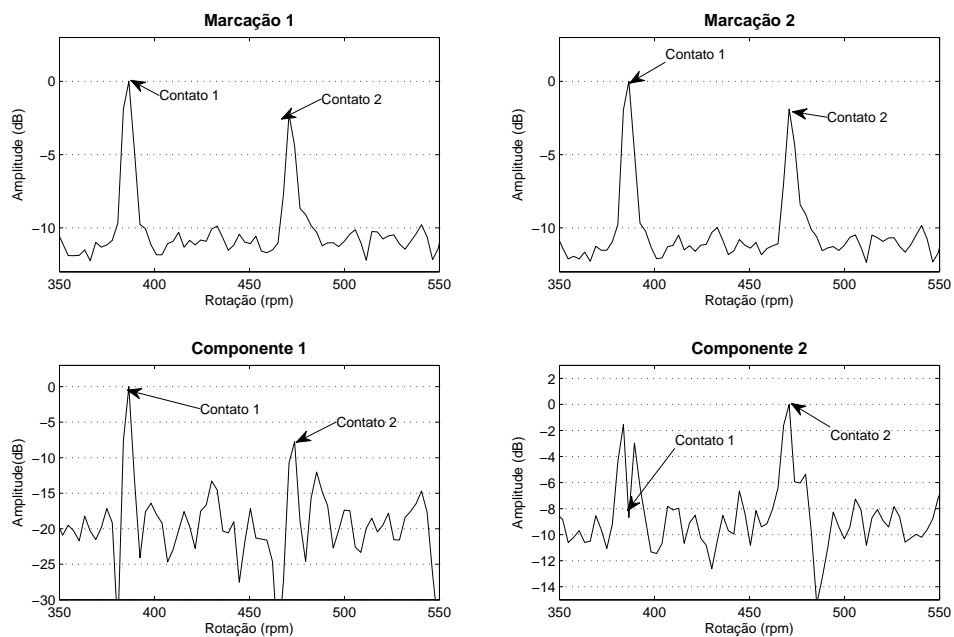 Marcação 1
Amplitude (dB)
0
−5
−10
Contato 1
Contato 2
350 400 450 500 550
Rotação (rpm)
Marcação 2
Amplitude (dB)
0
−5
−10
Contato 1
Contato 2
350 400 450 500 550
Rotação (rpm)
Componente 1
Amplitude(dB)
0
−5
−10
−15
−20
−25
−30
Contato 1
Contato 2
350 400 450 500 550
Rotação (rpm)
Componente 2
Amplitude (dB)
2
0
−2
−4
−6
−8
−10
−12
−14
Contato 1
Contato 2
350 400 450 500 550
Rotação (rpm)